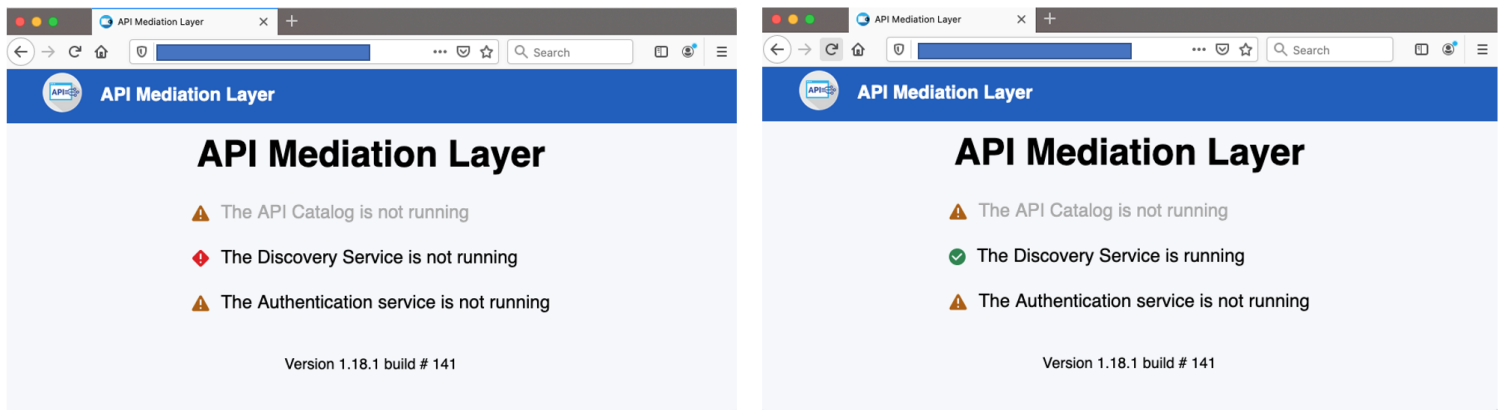 API Mediation Layer
Search
API
API Mediation Layer
API Mediation Layer
The API Catalog is not running
The Discovery Service is not running
The Authentication service is not running
Version 1.18.1 build # 141
API Mediation Layer
Search
API
API Mediation Layer
API Mediation Layer
The API Catalog is not running
The Discovery Service is running
The Authentication service is not running
Version 1.18.1 build # 141